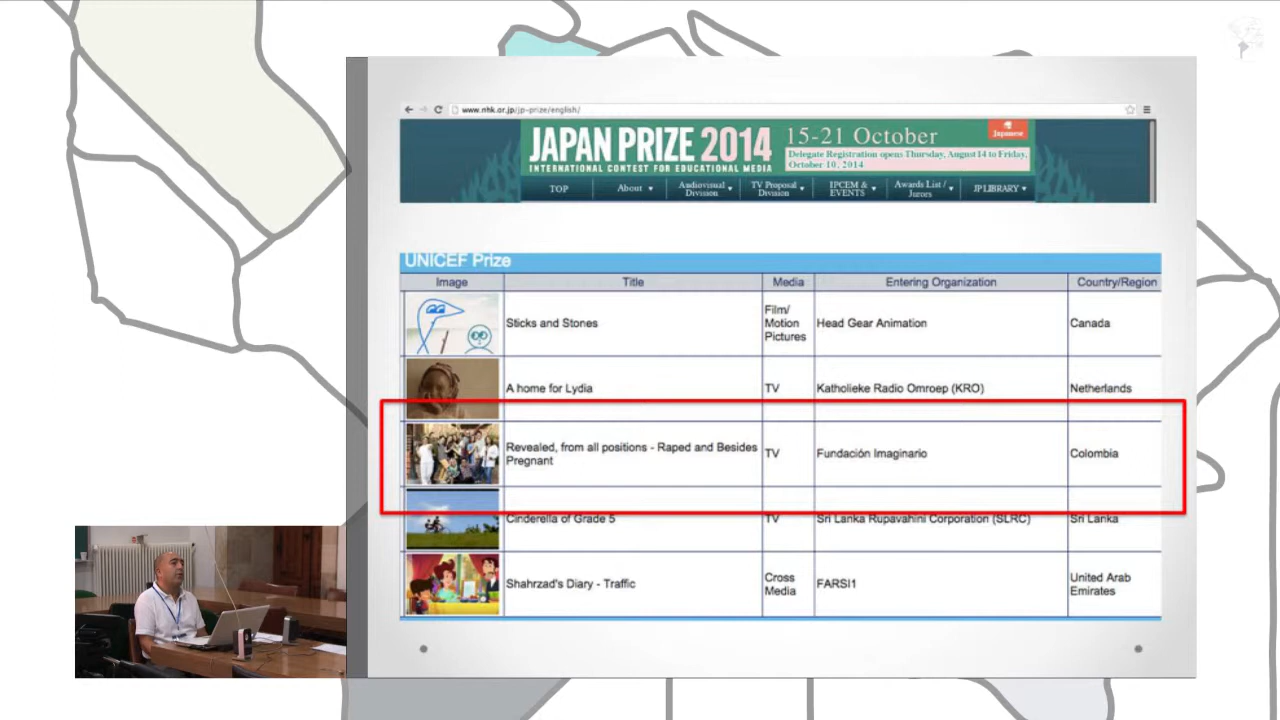 www.nhk.or.jp/jp-prize/english/
JAPAN PRIZE 2014
INTERNATIONAL CONTEST FOR EDUCATIONAL MEDIA
15-21 October
Japanese
Delegate Registration opens Thursday, August 14 to Friday,
October 10, 2014
TOP About Audiovisual Division TV Proposal Division IPCEM & EVENTS Awards List / Jurors JP LIBRARY
UNICEF Prize
Image Title Media Entering Organization Country/Region
Sticks and Stones Film/ Motion Pictures Head Gear Animation Canada
A home for Lydia TV Katholieke Radio Omroep (KRO) Netherlands
Revealed, from all positions - Raped and Besides
Pregnant
TV Fundación Imaginario Colombia
Cinderella of Grade 5 TV Sri Lanka Rupavahini Corporation (SLRC) Sri Lanka
Shahrzad's Diary - Traffic Cross Media FARSI1 United Arab Emirates